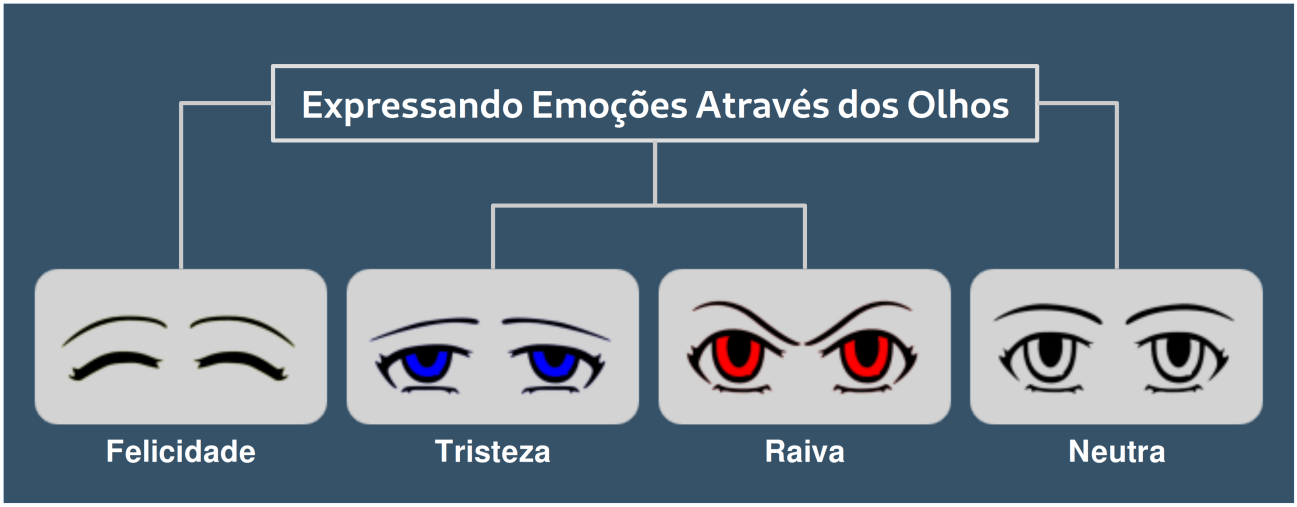 Expressando Emoções Através dos Olhos
Felicidade
Tristeza
Raiva
Neutra